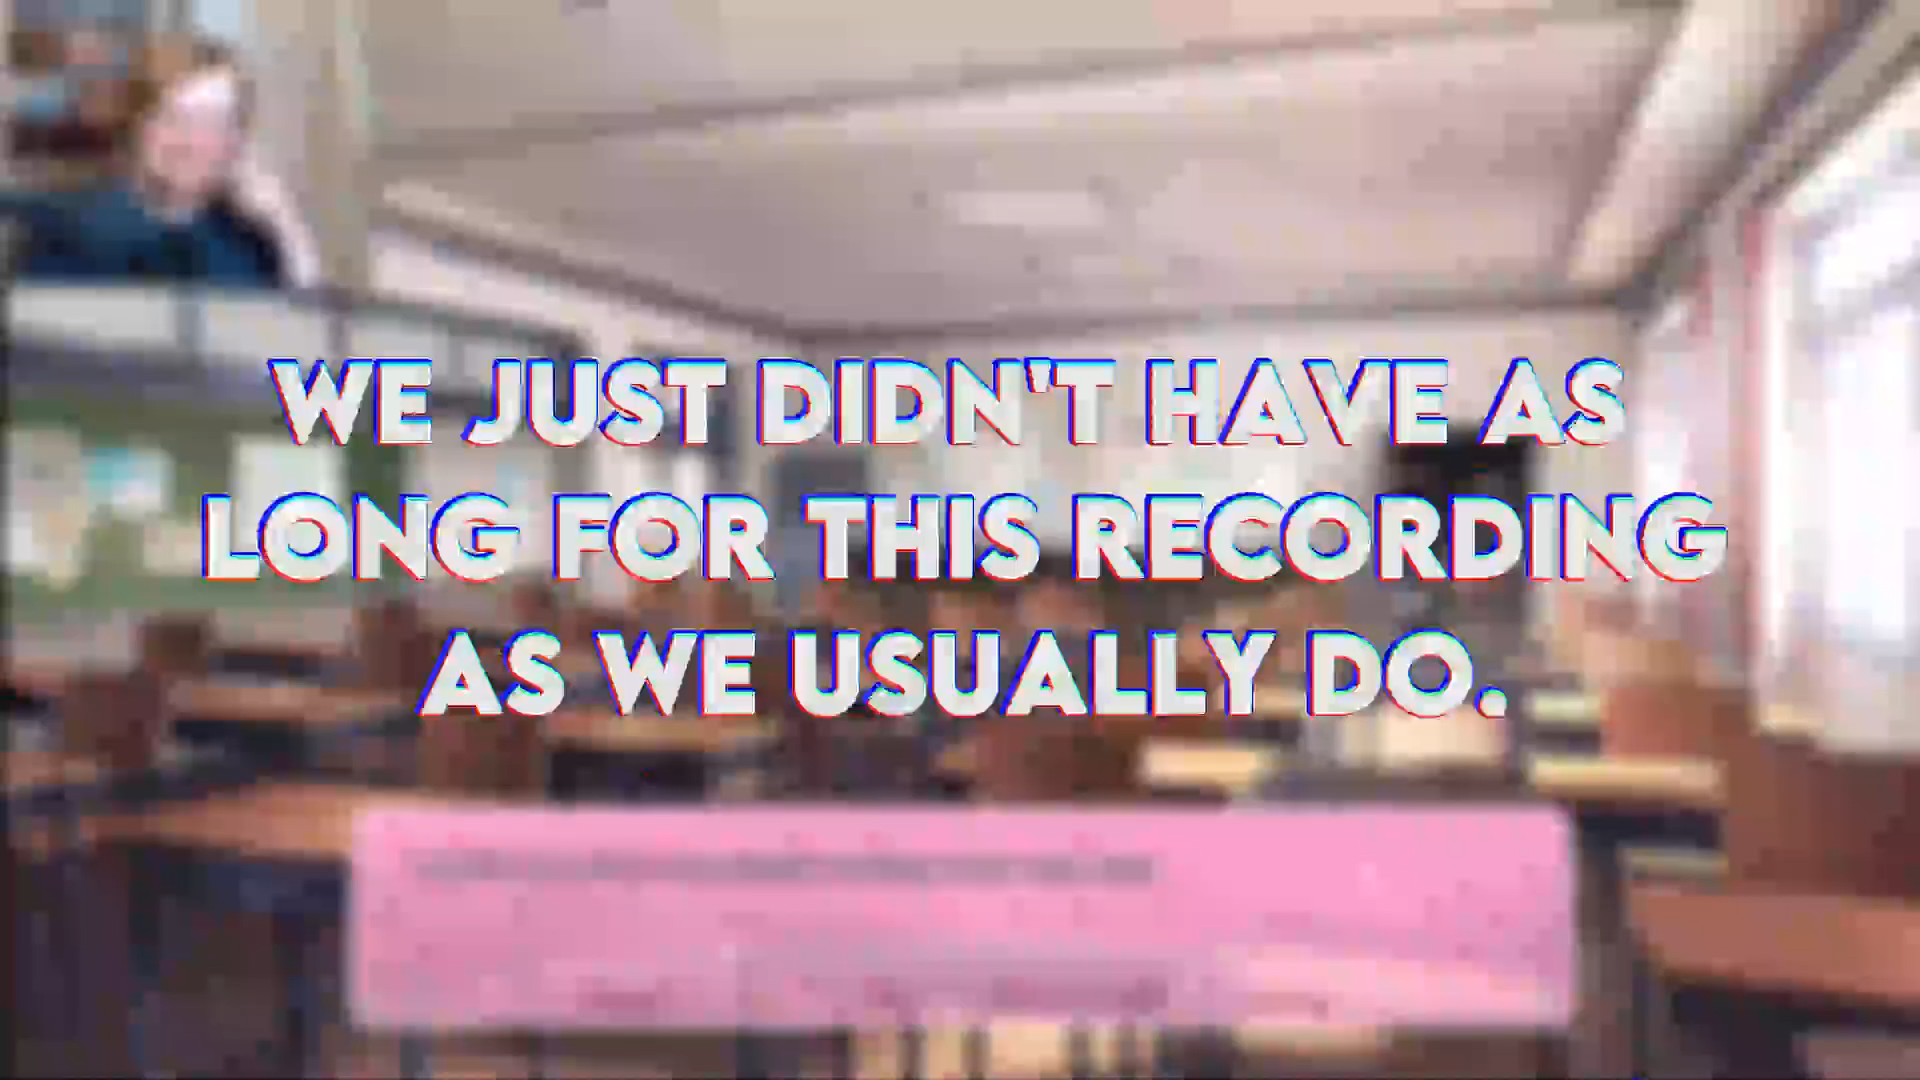 WE JUST DIDN'T HAVE AS
LONG FOR THIS RECORDING
AS WE USUALLY DO.